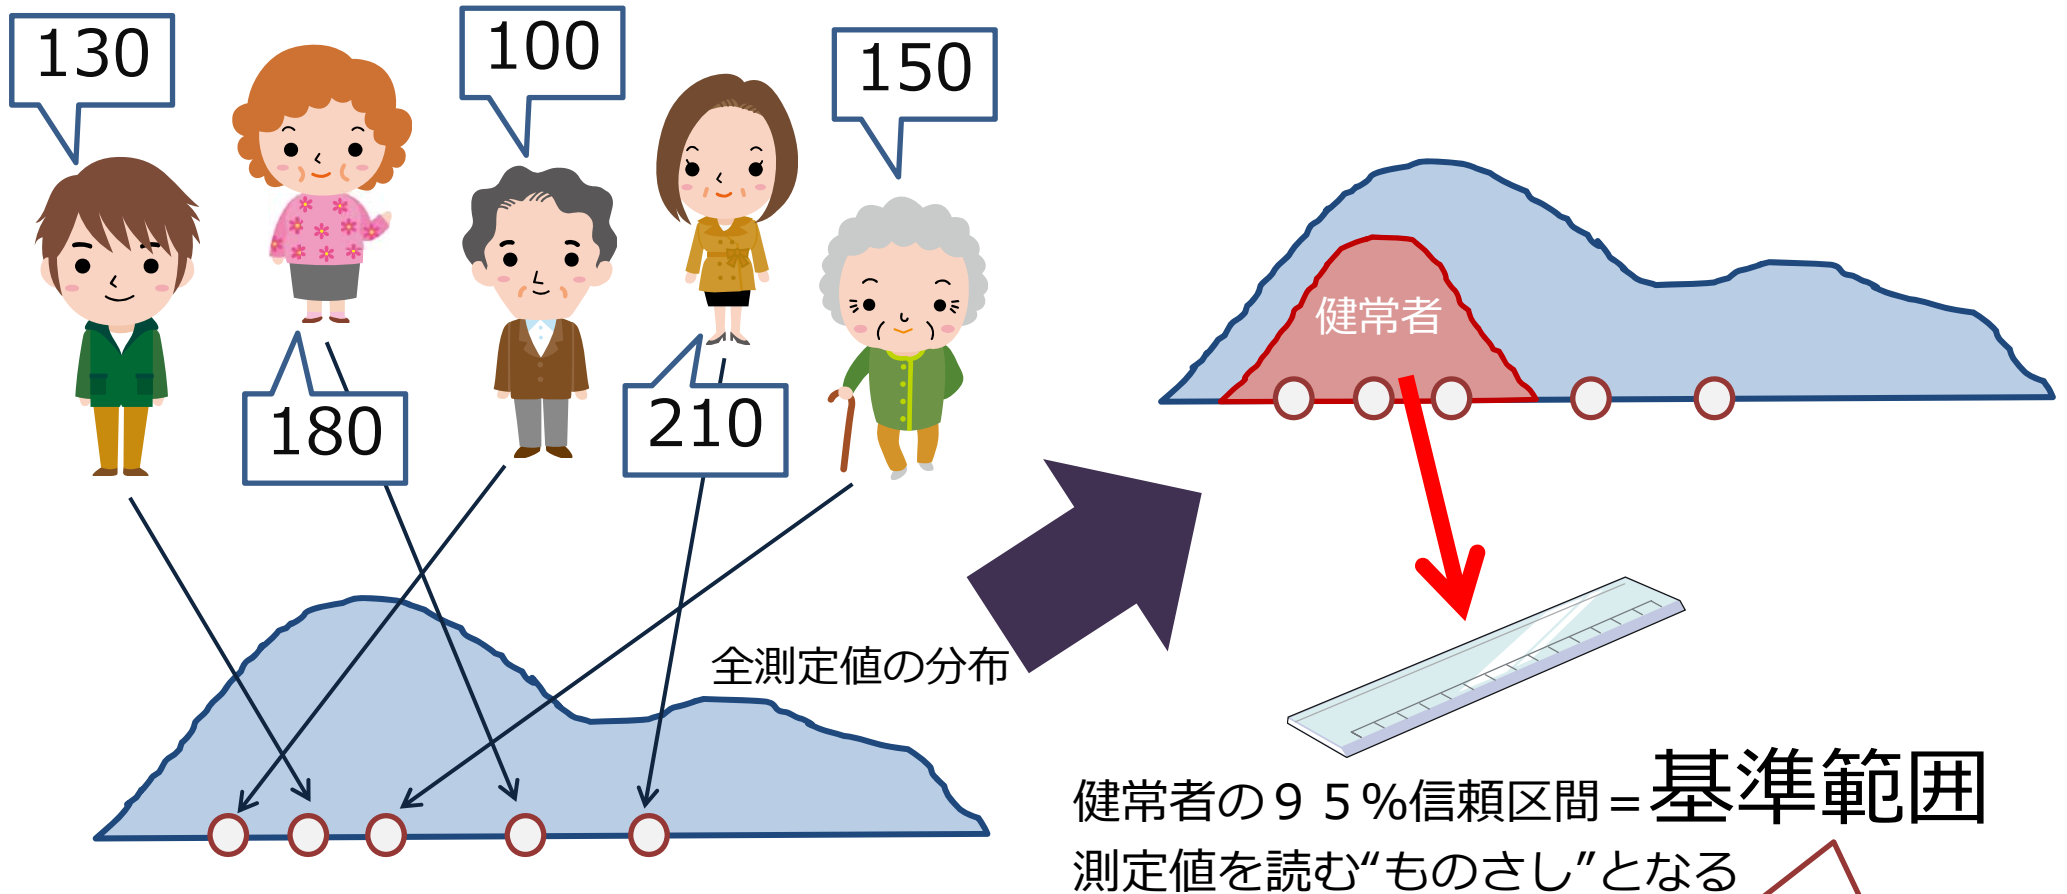 130
100
150
180
210
全測定値の分布
健常者
健常者の９５%信頼区間＝基準範囲
測定値を読む“ものさし”となる